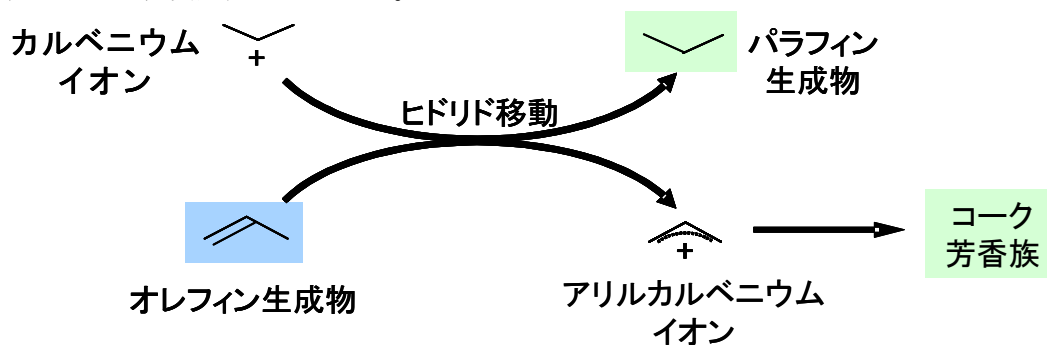 カルベニウム
イオン
+
パラフィン
生成物
ヒドリド移動
オレフィン生成物
+
アリルカルベニウム
イオン
コーク
芳香族